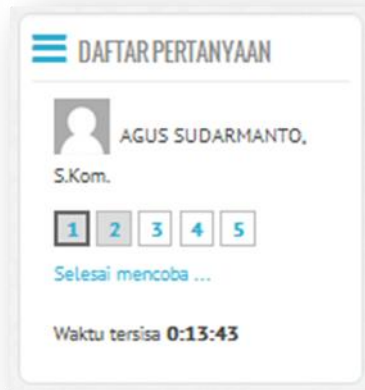 DAFTAR PERTANYAAN
AGUS SUDARMANTO,
S.Kom.
1 2 3 4 5
Selesai mencoba ...
Waktu tersisa 0:13:43